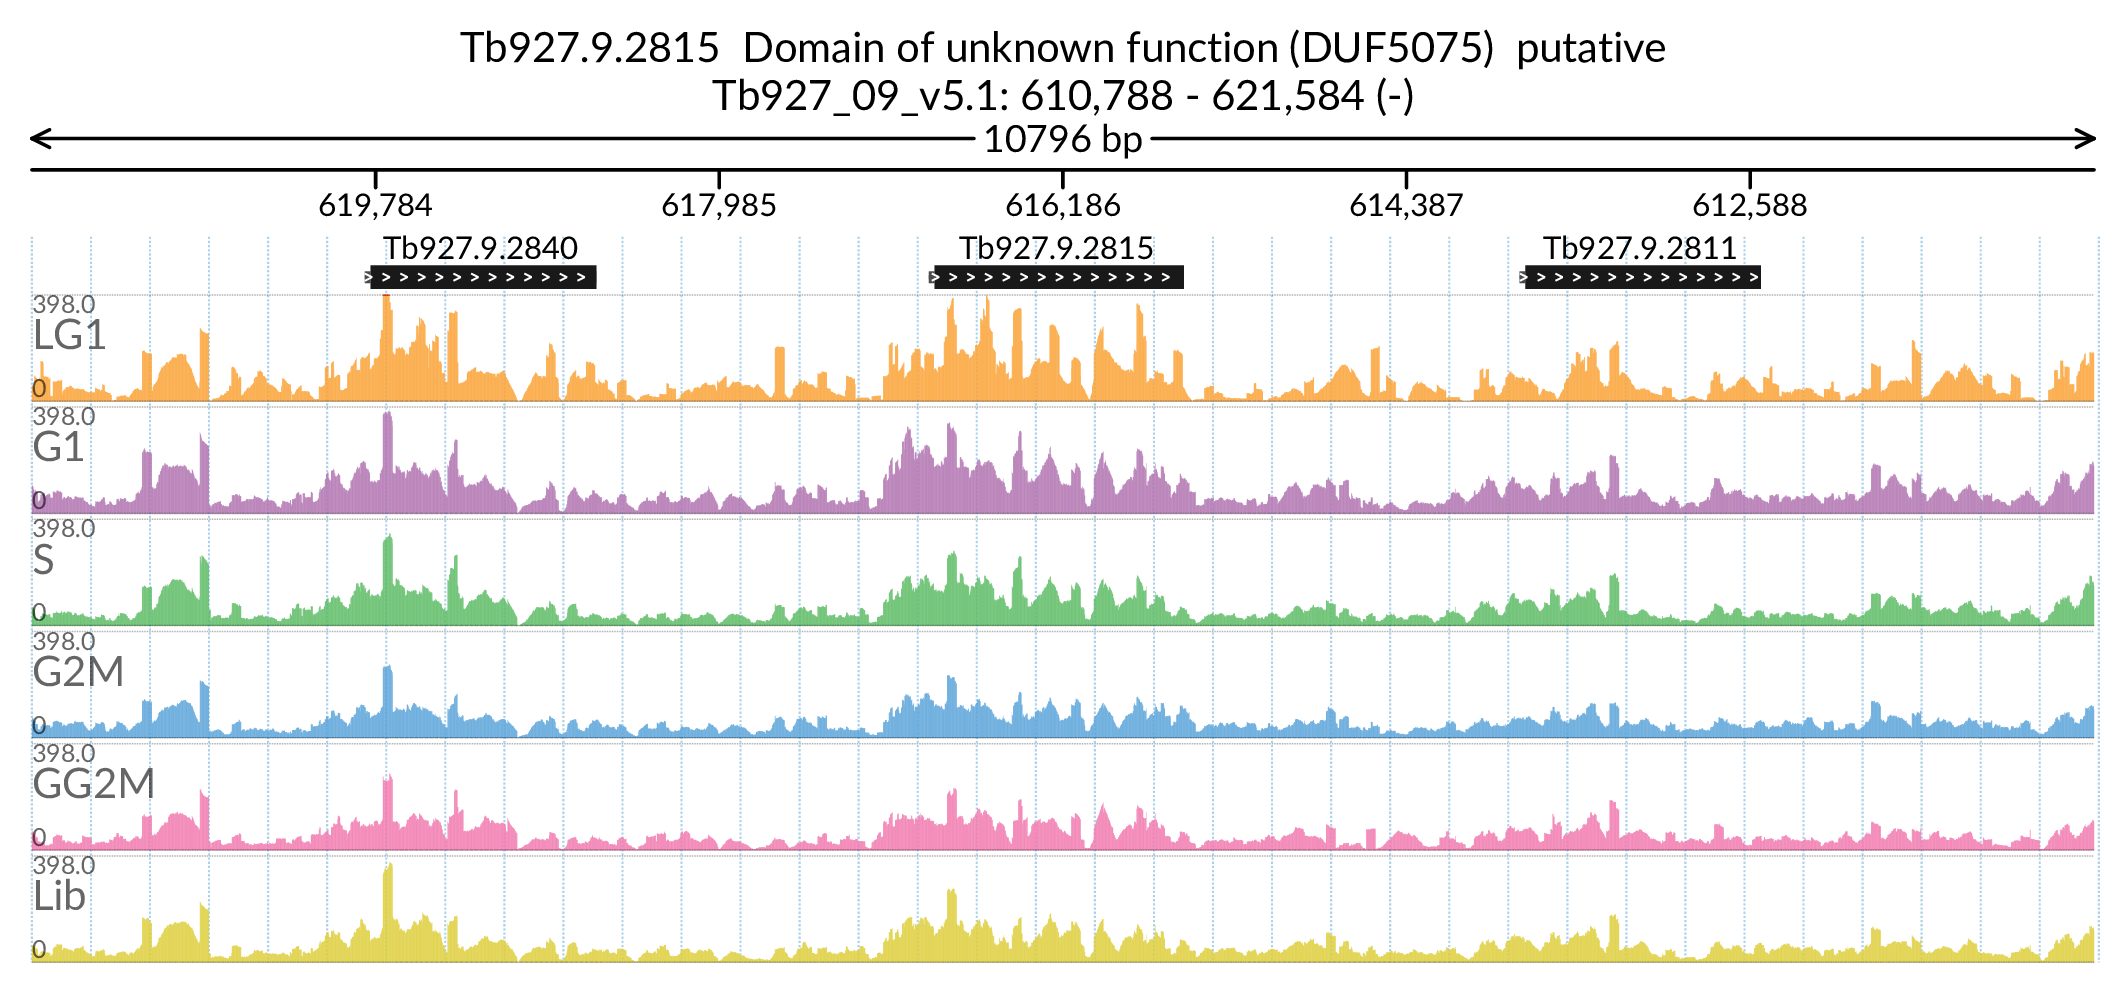 Tb927.9.2815 Domain of unknown function (DUF5075) putative
Tb927_09_v5.1: 610,788 - 621,584 (-)
10796 bp
619,784 617,985 616,186 614,387 612,588
Tb927.9.2840 Tb927.9.2815 Tb927.9.2811
398.0
LG1
0
398.0
G1
0
398.0
S
0
398.0
G2M
0
398.0
GG2M
0
398.0
Lib
0